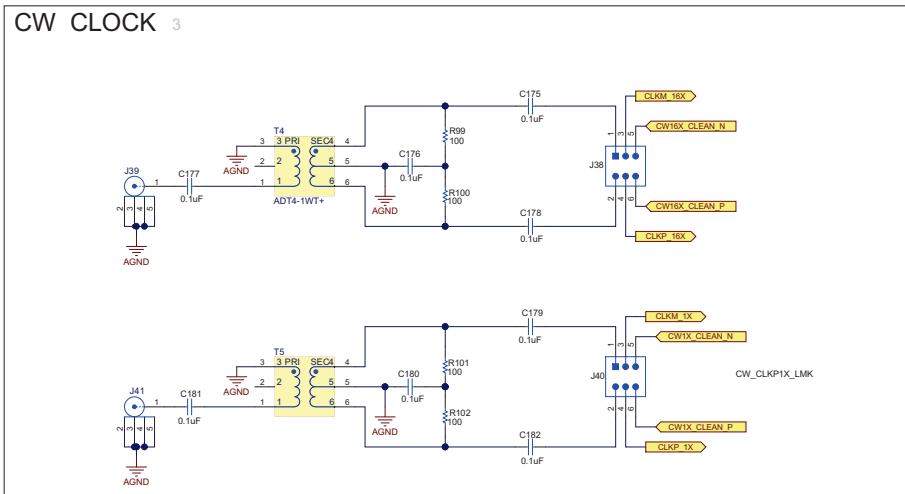 CW CLOCK 3
C175
0.1uF
CLKM_16X
CW16X_CLEAN_N
T4
3 3 PRI SEC4 4
2 2 5 5
1 1 6 6
ADT4-1WT+
AGND
R99
100
C176
0.1uF
AGND
R100
100
1 3 5
J38
2 4 6
J39
1
C177
0.1uF
2 3 4 5
AGND
C178
0.1uF
CW16X_CLEAN_P
CLKP_16X
C179
0.1uF
CLKM_1X
CW1X_CLEAN_N
T5
3 3 PRI SEC4 4
2 2 5 5
1 1 6 6
AGND
R101
100
C180
0.1uF
AGND
R102
100
1 3 5
J40
2 4 6
CW_CLKP1X_LMK
J41
1
C181
0.1uF
2 3 4 5
AGND
C182
0.1uF
CW1X_CLEAN_P
CLKP_1X